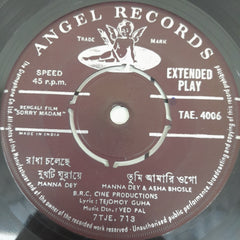 ANGEL RECORDS
TRADE MARK
SPEED
45 r.p.m.
EXTENDED
PLAY
BENGALI FILM
"SORRY MADAM"
TAE. 4006
MADE IN INDIA
রাধা চলেছে
মুখটি ঘুরায়ে
MANNA DEY
তুমি আমারি ওগো
MANNA DEY & ASHA BHOSLE
B.R.C. CINE PRODUCTIONS
Lyric : TEJOMOY GUHA
Music Dtn. : VED PAL
7TJE. 713